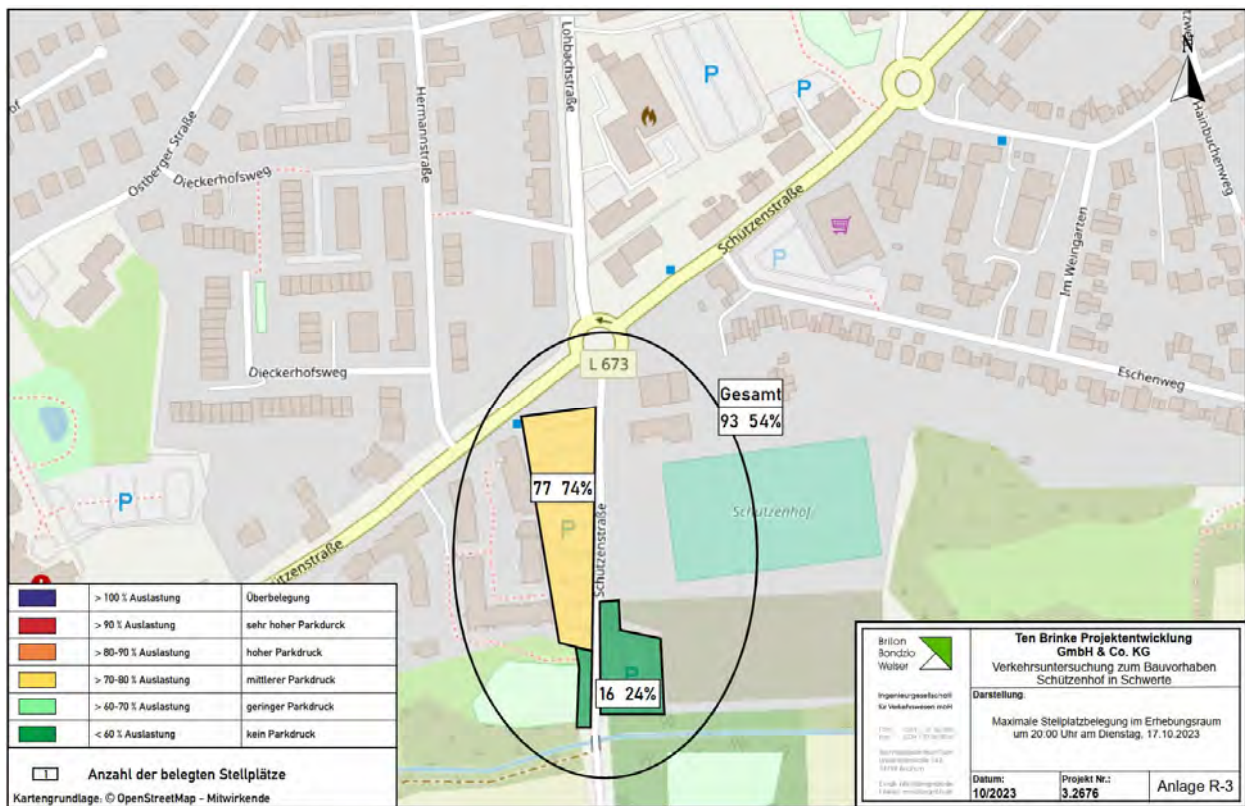 Lohbachstraße
N
Hermannstraße
Ostberger Straße
P
P
Hainbuchenweg
Dieckerhofsweg
Schützenstraße
P
Im Weingarten
L 673
Dieckerhofsweg
Eschenweg
Gesamt
93 54%
77 74%
P
Schützenhof
P
Schützenstraße
ützenstraße
P
16 24%
> 100 % Auslastung Überbelegung
> 90 % Auslastung sehr hoher Parkdurck
> 80-90 % Auslastung hoher Parkdruck
> 70-80 % Auslastung mittlerer Parkdruck
> 60-70 % Auslastung geringer Parkdruck
< 60 % Auslastung kein Parkdruck
1 Anzahl der belegten Stellplätze
Kartengrundlage: © OpenStreetMap - Mitwirkende
Brilon
Bondzio
Weiser
Ingenieurgesellschaft
für Verkehrswesen mbH
Ten Brinke Projektentwicklung
GmbH & Co. KG
Verkehrsuntersuchung zum Bauvorhaben
Schützenhof in Schwerte
Darstellung:
Maximale Stellplatzbelegung im Erhebungsraum
um 20:00 Uhr am Dienstag, 17.10.2023
Datum:
10/2023
Projekt Nr.:
3.2676
Anlage R-3